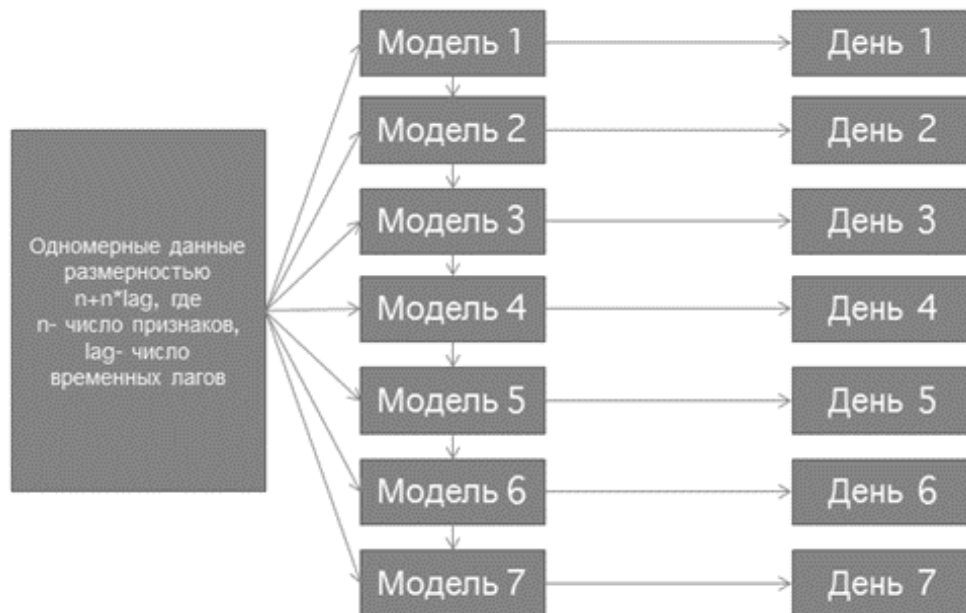 Модель 1
День 1
Модель 2
День 2
Модель 3
День 3
Одномерные данные
размерностью
n+n*lag, где
n- число признаков,
lag- число
временных лагов
Модель 4
День 4
Модель 5
День 5
Модель 6
День 6
Модель 7
День 7